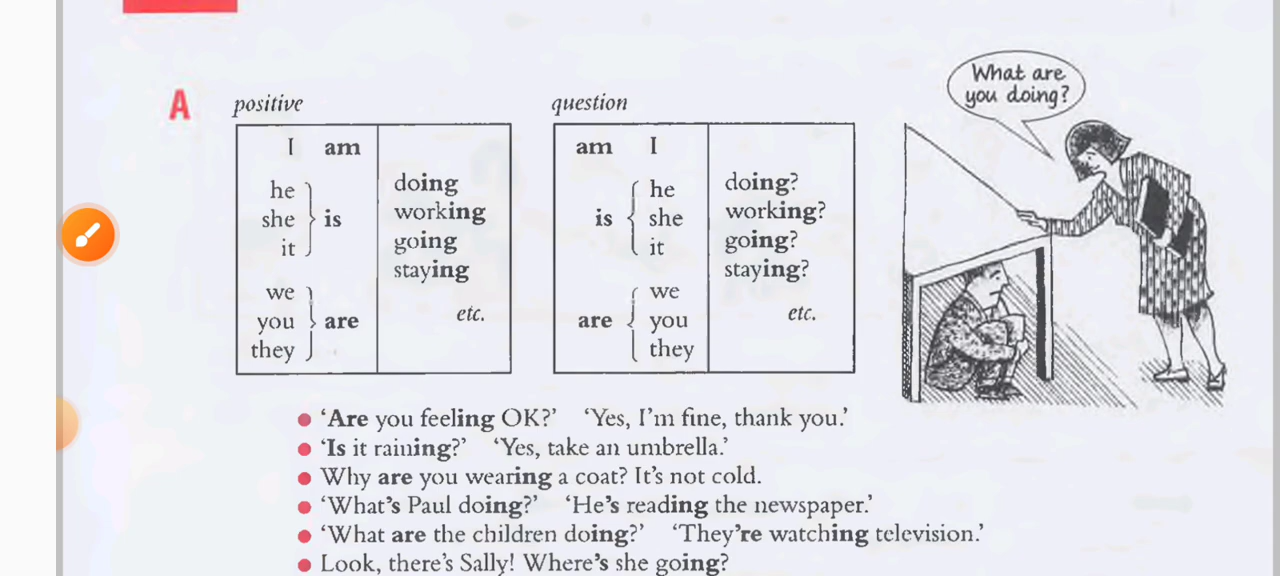 What are
you doing?
A
positive
question
I am
he
she is
it
we
you are
they
doing
working
going
staying
etc.
am I
he
is she
it
we
are you
they
doing?
working?
going?
staying?
etc.
‘Are you feeling OK?’ ‘Yes, I'm fine, thank you.’
‘Is it raining?’ ‘Yes, take an umbrella.’
Why are you wearing a coat? It's not cold.
‘What's Paul doing?’ ‘He's reading the newspaper.’
‘What are the children doing?’ ‘They're watching television.’
Look, there's Sally! Where's she going?